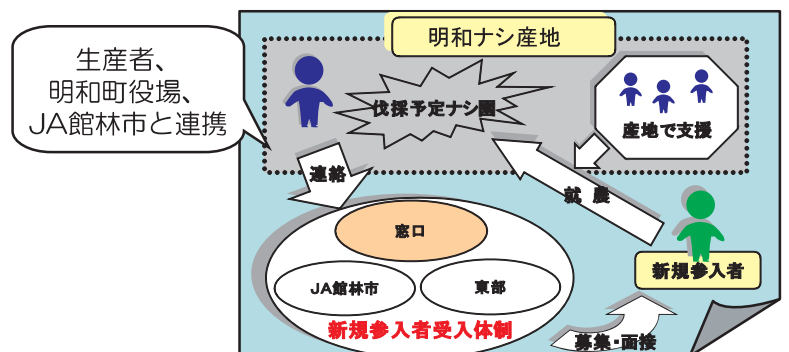 生産者、
明和町役場、
JA館林市と連携
明和ナシ産地
伐採予定ナシ園
産地で支援
連絡
就 農
窓口
JA館林市
東部
新規参入者受入体制
新規参入者
募集・面接